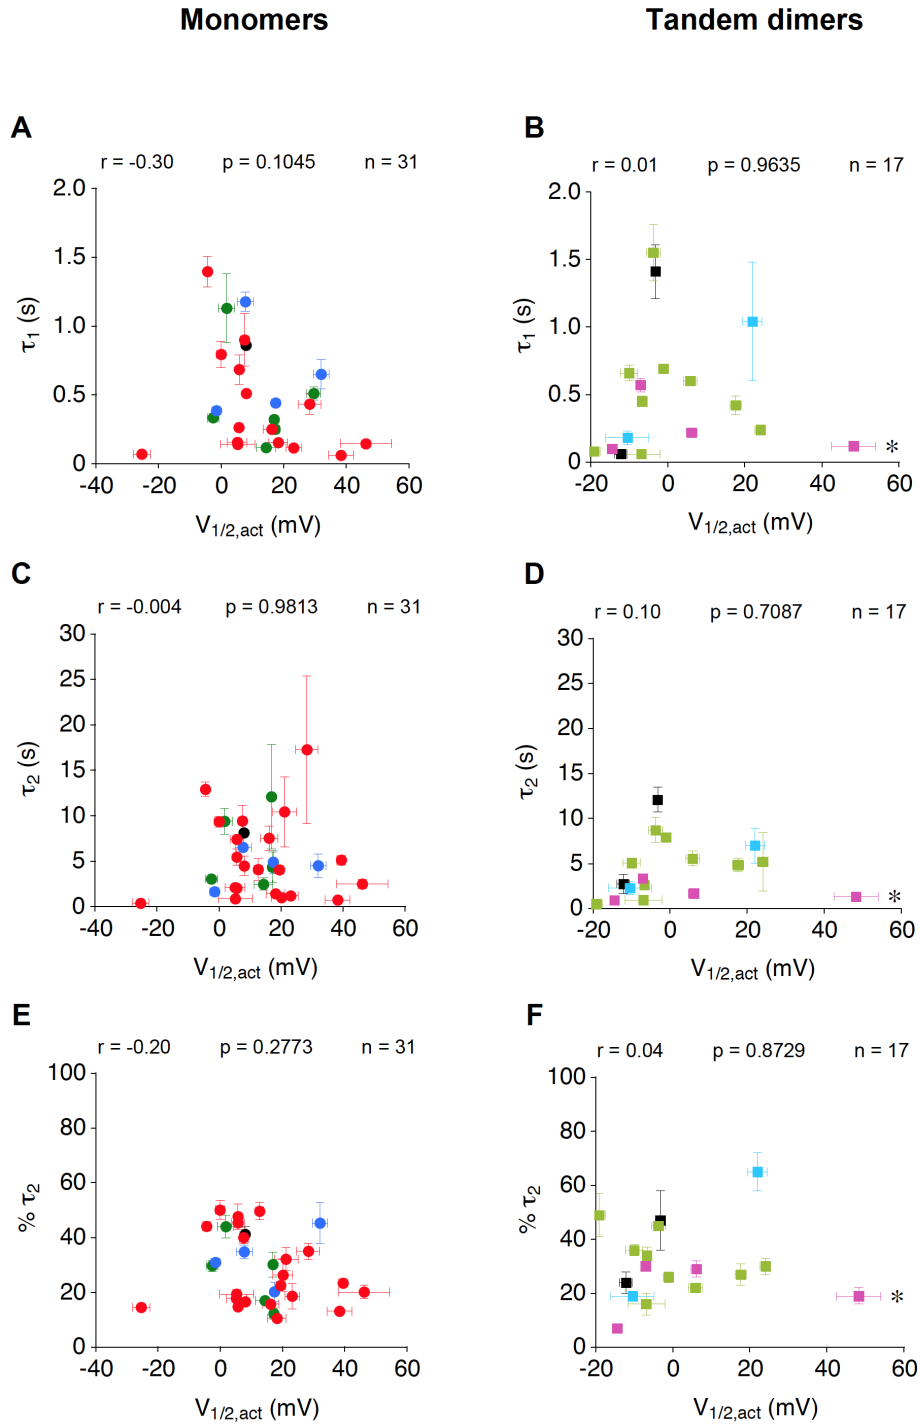 Monomers Tandem dimers
A
r = -0.30 p = 0.1045 n = 31
2.0
1.5
1.0
0.5
0
τ1 (s)
-40 -20 0 20 40 60
V1/2,act (mV)
B
r = 0.01 p = 0.9635 n = 17
2.0
1.5
1.0
0.5
0
τ1 (s)
*
-20 0 20 40 60
V1/2,act (mV)
C
r = -0.004 p = 0.9813 n = 31
30
25
20
15
10
5
0
τ2 (s)
-40 -20 0 20 40 60
V1/2,act (mV)
D
r = 0.10 p = 0.7087 n = 17
30
25
20
15
10
5
0
τ2 (s)
*
-20 0 20 40 60
V1/2,act (mV)
E
r = -0.20 p = 0.2773 n = 31
100
80
60
40
20
0
% τ2
-40 -20 0 20 40 60
V1/2,act (mV)
F
r = 0.04 p = 0.8729 n = 17
100
80
60
40
20
0
% τ2
*
-20 0 20 40 60
V1/2,act (mV)